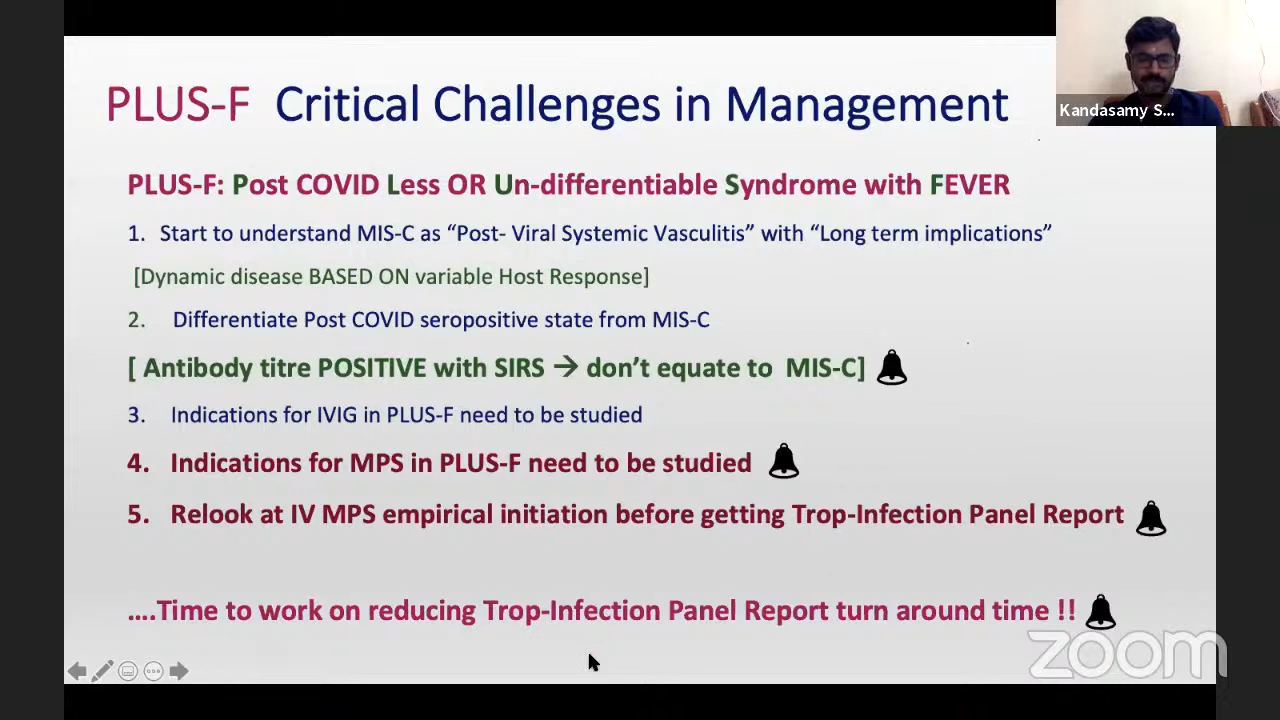 PLUS-F Critical Challenges in Management
Kandasamy S...
PLUS-F: Post COVID Less OR Un-differentiable Syndrome with FEVER
1. Start to understand MIS-C as “Post- Viral Systemic Vasculitis” with “Long term implications”
[Dynamic disease BASED ON variable Host Response]
2. Differentiate Post COVID seropositive state from MIS-C
[ Antibody titre POSITIVE with SIRS → don’t equate to MIS-C]
3. Indications for IVIG in PLUS-F need to be studied
4. Indications for MPS in PLUS-F need to be studied
5. Relook at IV MPS empirical initiation before getting Trop-Infection Panel Report
....Time to work on reducing Trop-Infection Panel Report turn around time !!
zoom